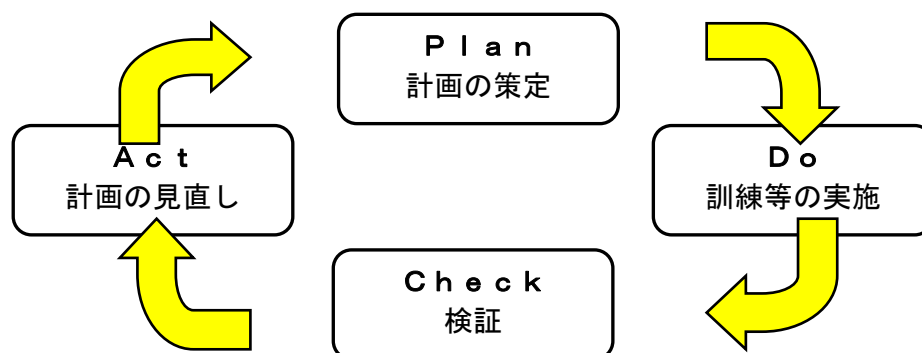 Ｐｌａｎ
計画の策定
Ａｃｔ
計画の見直し
Ｄｏ
訓練等の実施
Ｃｈｅｃｋ
検証